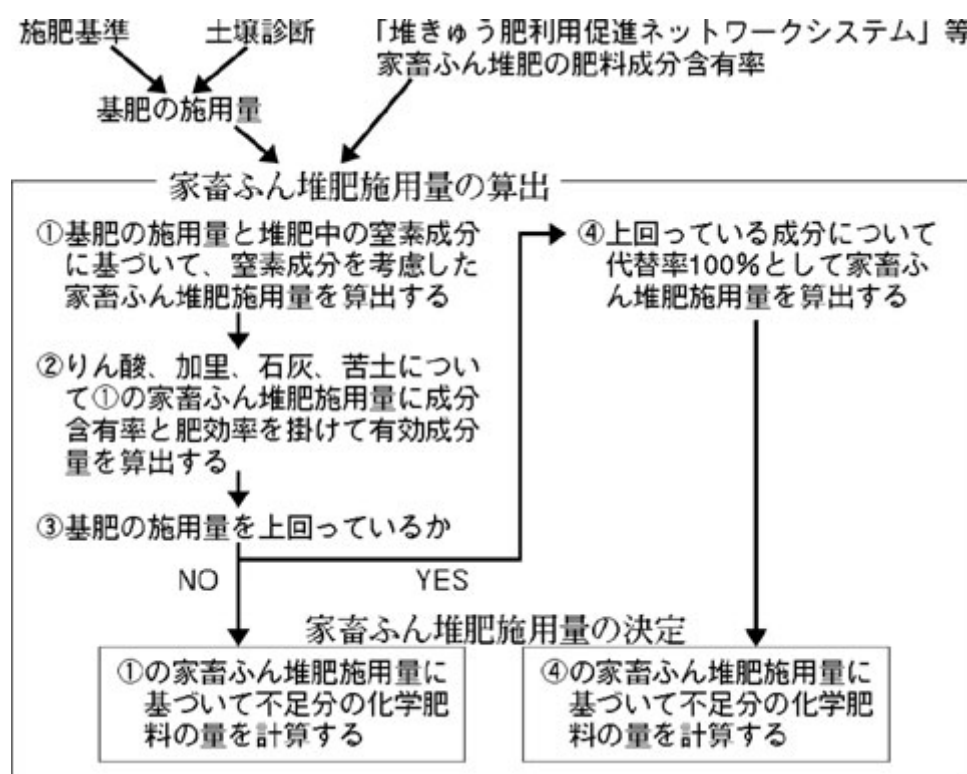 施肥基準
土壌診断
「堆きゅう肥利用促進ネットワークシステム」等
家畜ふん堆肥の肥料成分含有率
基肥の施用量
家畜ふん堆肥施用量の算出
①基肥の施用量と堆肥中の窒素成分
に基づいて、窒素成分を考慮した
家畜ふん堆肥施用量を算出する
②りん酸、加里、石灰、苦土につい
て①の家畜ふん堆肥施用量に成分
含有率と肥効率を掛けて有効成分
量を算出する
③基肥の施用量を上回っているか
NO
YES
④上回っている成分について
代替率100%として家畜ふ
ん堆肥施用量を算出する
家畜ふん堆肥施用量の決定
①の家畜ふん堆肥施用量に
基づいて不足分の化学肥
料の量を計算する
④の家畜ふん堆肥施用量に
基づいて不足分の化学肥
料の量を計算する